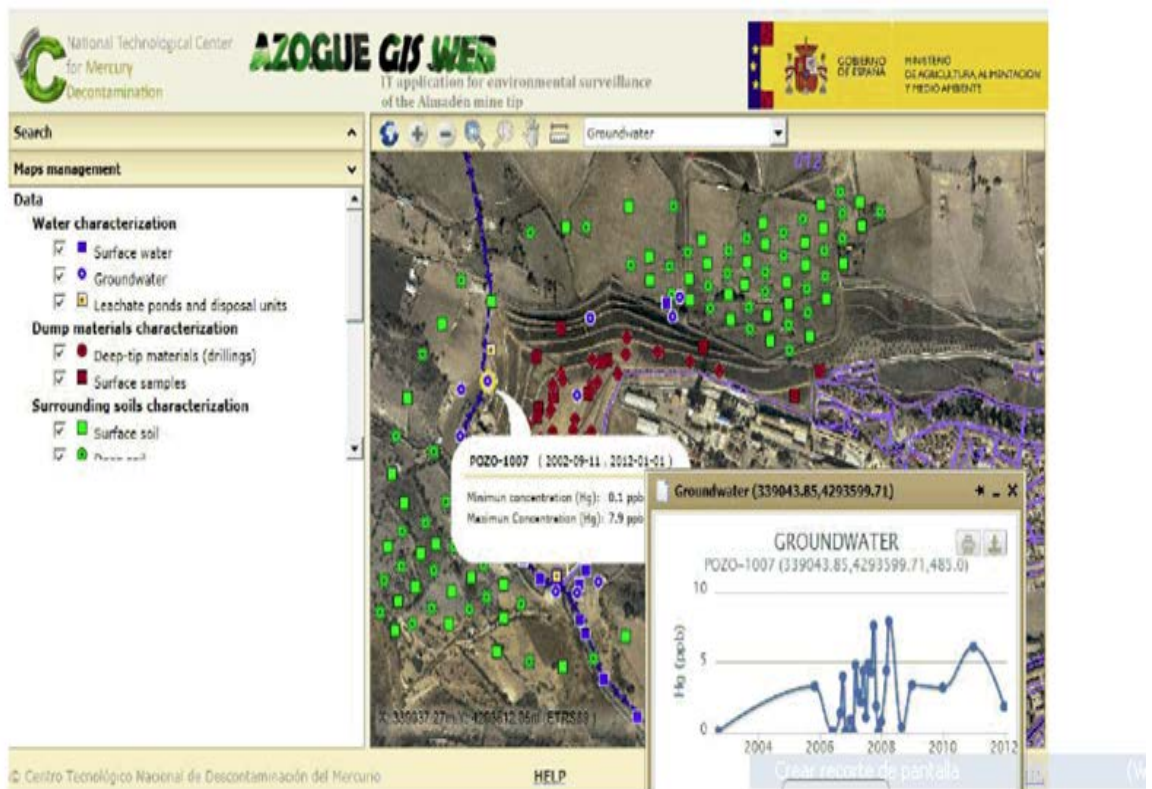 National Technological Center
for Mercury
Decontamination
AZOGUE GIS WEB
IT application for environmental surveillance
of the Almadén mine tip
GOBIERNO
DE ESPAÑA
MINISTERIO
DE AGRICULTURA, ALIMENTACIÓN
Y MEDIO AMBIENTE
Search
Maps management
Groundwater
Data
Water characterization
Surface water
Groundwater
Leachate ponds and disposal units
Dump materials characterization
Deep-tip materials (drillings)
Surface samples
Surrounding soils characterization
Surface soil
Deep soil
POZO-1007 ( 2002-09-11 , 2012-01-01 )
Minimun concentration (Hg): 0.1 ppb
Maximun Concentration (Hg): 7.9 ppb
Groundwater (339043.85,4293599.71)
GROUNDWATER
POZO-1007 (339043.85,4293599.71,485.0)
Hg (ppb)
10
5
0
2004 2006 2008 2010 2012
(ETRS89 )
© Centro Tecnológico Nacional de Descontaminación del Mercurio
HELP
Crear recorte de pantalla